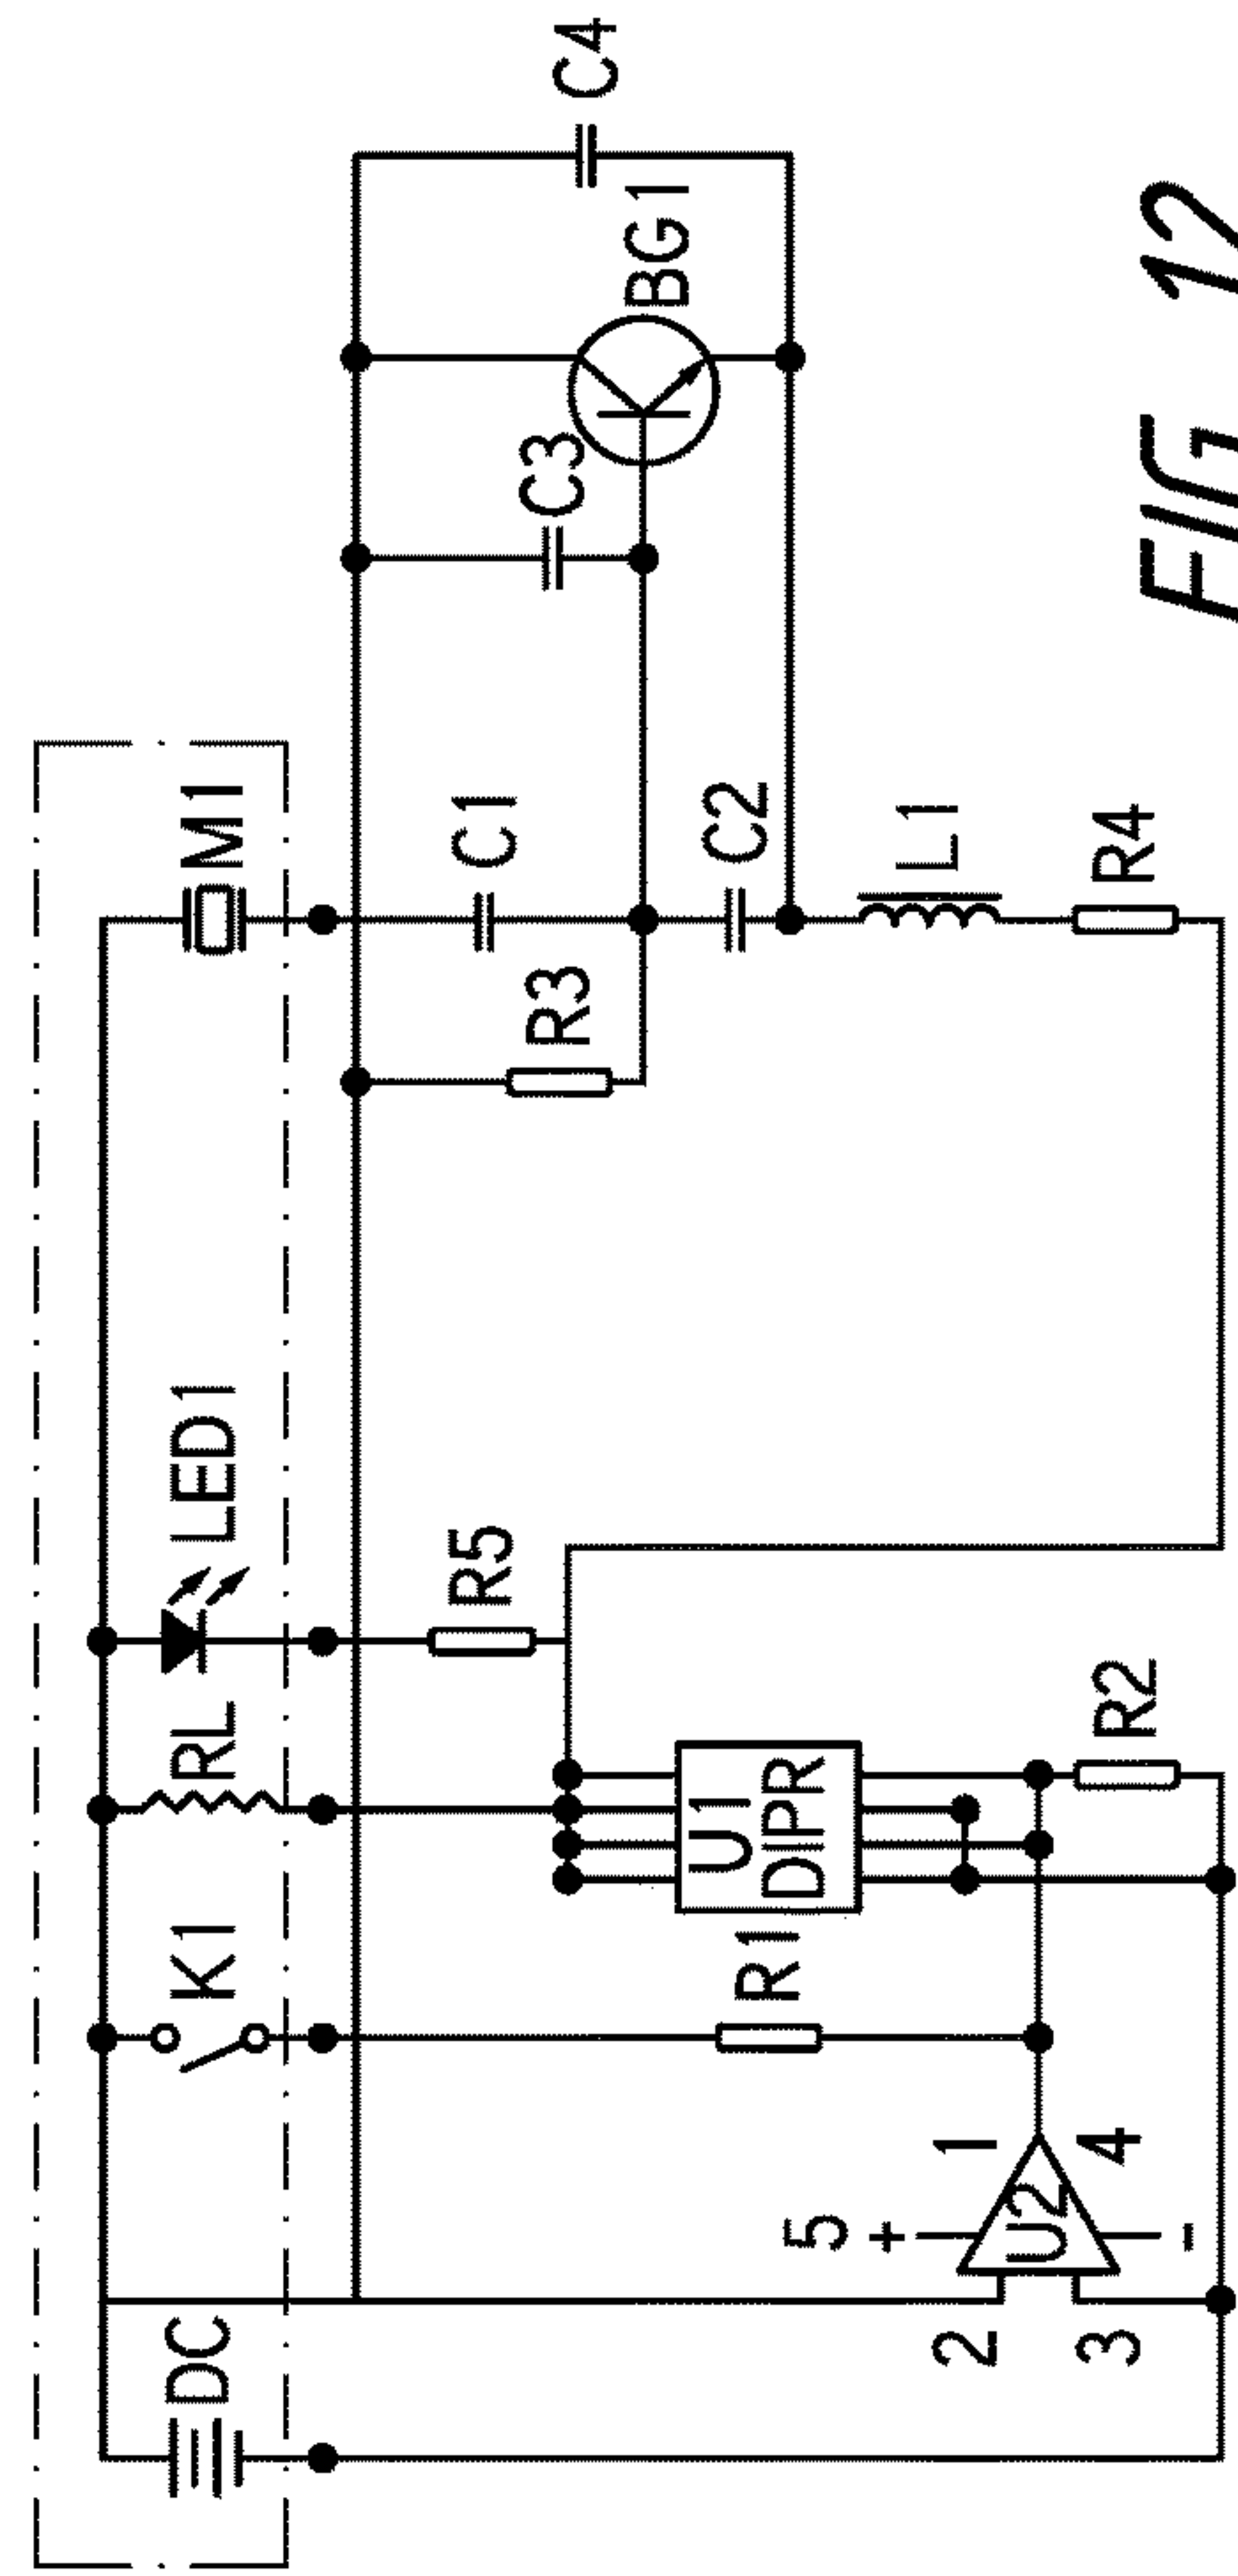 DC
K1
RL
LED1
M1
R5
R3
C1
C3
C4
BG1
C2
L1
R4
R1
U1
DIPR
R2
5
+
1
U2
2
3
4
-
FIG. 12